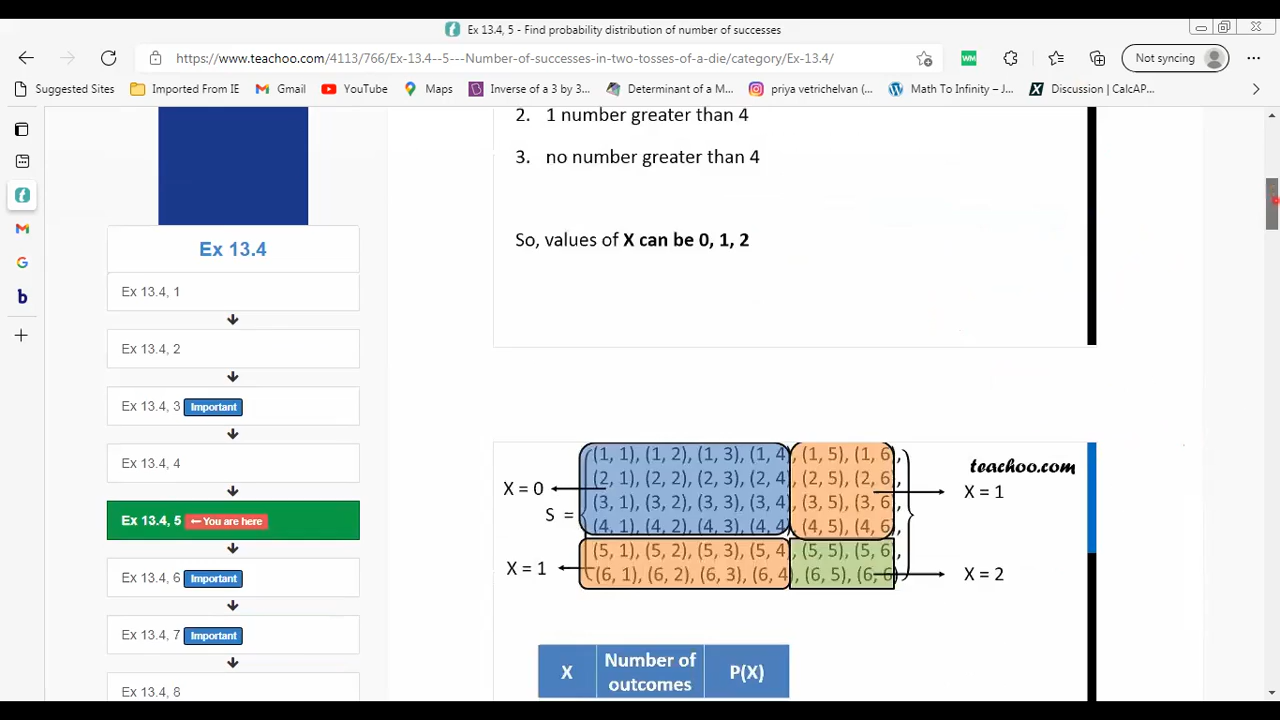 Ex 13.4, 5 - Find probability distribution of number of successes
https://www.teachoo.com/4113/766/Ex-13.4--5---Number-of-successes-in-two-tosses-of-a-die/category/Ex-13.4/
WM
Not syncing
Suggested Sites
Imported From IE
Gmail
YouTube
Maps
Inverse of a 3 by 3...
Determinant of a M...
priya vetrichelvan (...
Math To Infinity – J...
Discussion | CalcAP...
2. 1 number greater than 4
3. no number greater than 4
So, values of X can be 0, 1, 2
Ex 13.4
Ex 13.4, 1
Ex 13.4, 2
Ex 13.4, 3 Important
Ex 13.4, 4
Ex 13.4, 5 You are here
Ex 13.4, 6 Important
Ex 13.4, 7 Important
Ex 13.4, 8
teachoo.com
(1, 1), (1, 2), (1, 3), (1, 4), (1, 5), (1, 6),
(2, 1), (2, 2), (2, 3), (2, 4), (2, 5), (2, 6),
X = 0
X = 1
(3, 1), (3, 2), (3, 3), (3, 4), (3, 5), (3, 6),
S =
(4, 1), (4, 2), (4, 3), (4, 4), (4, 5), (4, 6),
(5, 1), (5, 2), (5, 3), (5, 4), (5, 5), (5, 6),
X = 1
(6, 1), (6, 2), (6, 3), (6, 4), (6, 5), (6, 6)
X = 2
X
Number of
outcomes
P(X)